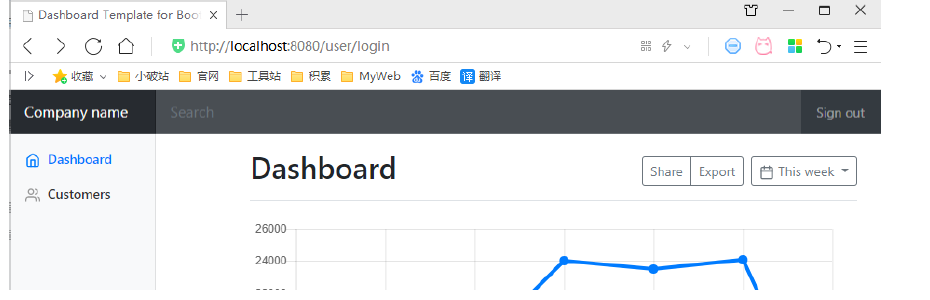 Dashboard Template for Boot
http://localhost:8080/user/login
收藏 小破站 官网 工具站 积累 MyWeb 百度 译 翻译
Company name Search Sign out
Dashboard
Customers
Dashboard
Share Export This week
26000
24000